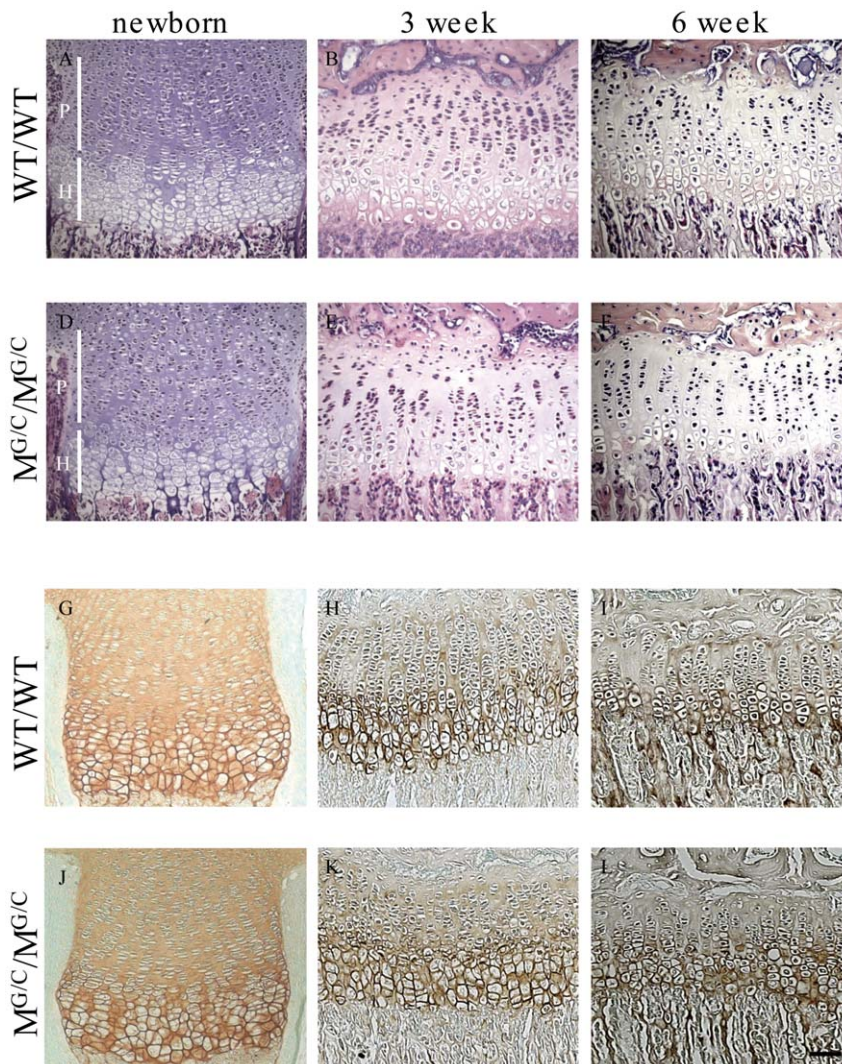 newborn 3 week 6 week
WT/WT
A B
P
H
M^G/C/M^G/C
D E F
P
H
WT/WT
G H I
M^G/C/M^G/C
J K L